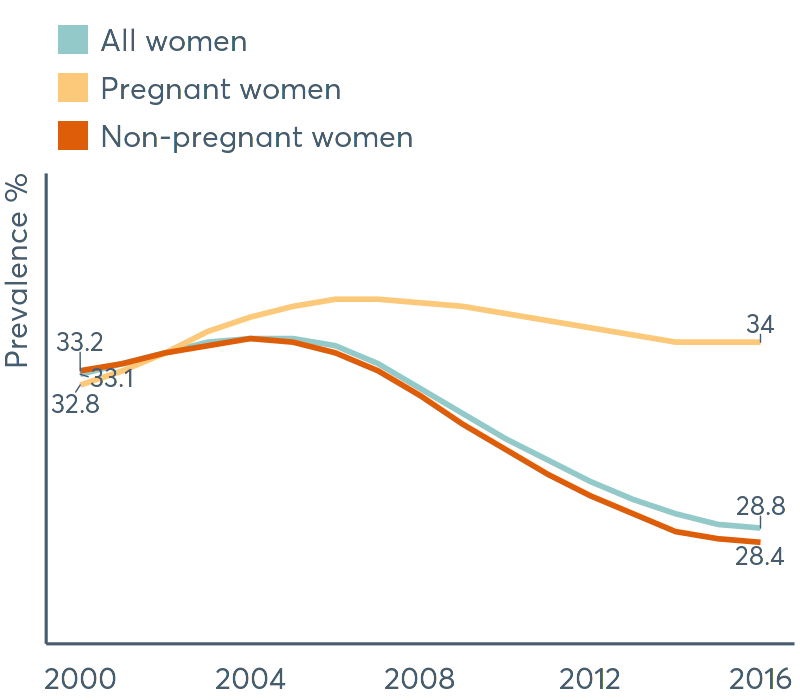 All women
Pregnant women
Non-pregnant women
Prevalence %
33.2
33.1
32.8
34
28.8
28.4
2000 2004 2008 2012 2016